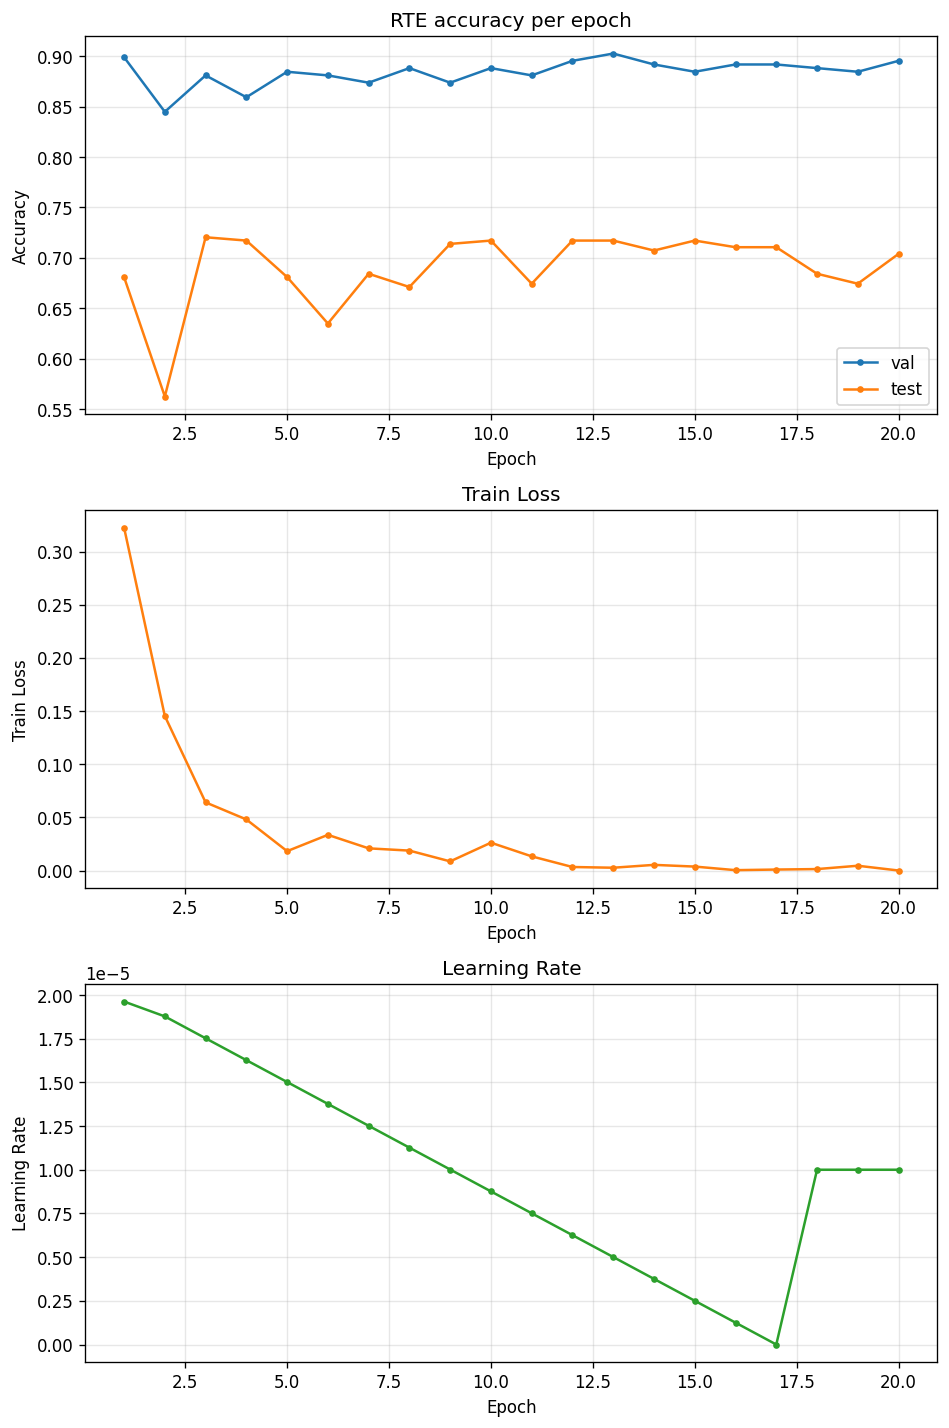 RTE accuracy per epoch
Accuracy
0.90
0.85
0.80
0.75
0.70
0.65
0.60
0.55
val
test
2.5 5.0 7.5 10.0 12.5 15.0 17.5 20.0
Epoch
Train Loss
Train Loss
0.30
0.25
0.20
0.15
0.10
0.05
0.00
2.5 5.0 7.5 10.0 12.5 15.0 17.5 20.0
Epoch
Learning Rate
1e−5
Learning Rate
2.00
1.75
1.50
1.25
1.00
0.75
0.50
0.25
0.00
2.5 5.0 7.5 10.0 12.5 15.0 17.5 20.0
Epoch